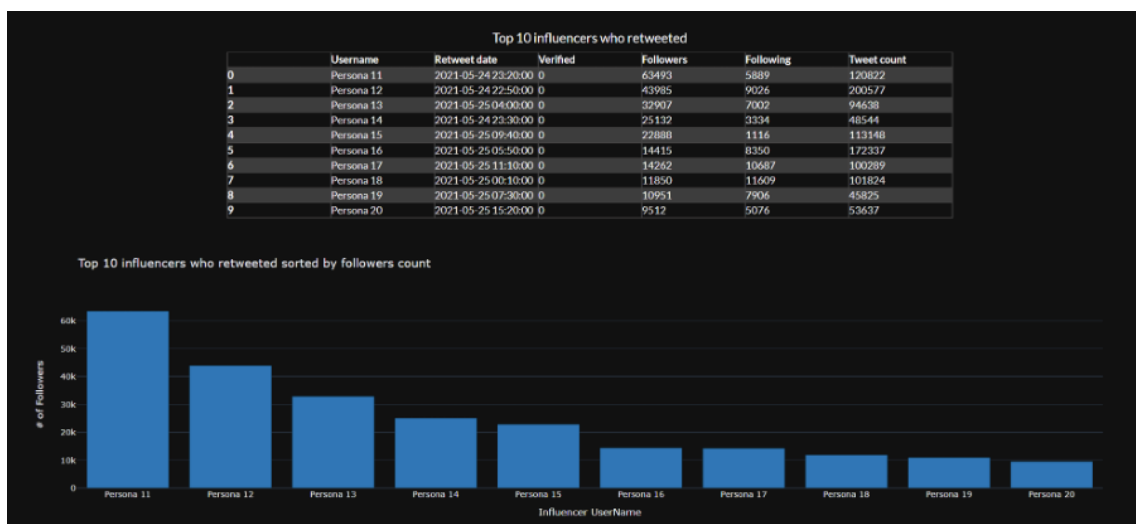 Top 10 influencers who retweeted
Username Retweet date Verified Followers Following Tweet count
0 Persona 11 2021-05-24 23:20:00 0 63493 5889 120822
1 Persona 12 2021-05-24 22:50:00 0 43985 9026 200577
2 Persona 13 2021-05-25 04:00:00 0 32907 7002 94638
3 Persona 14 2021-05-24 23:30:00 0 25132 3334 48544
4 Persona 15 2021-05-25 09:40:00 0 22888 1116 113148
5 Persona 16 2021-05-25 05:50:00 0 14415 8350 172337
6 Persona 17 2021-05-25 11:10:00 0 14262 10687 100289
7 Persona 18 2021-05-25 00:10:00 0 11850 11609 101824
8 Persona 19 2021-05-25 07:30:00 0 10951 7906 45825
9 Persona 20 2021-05-25 15:20:00 0 9512 5076 53637
Top 10 influencers who retweeted sorted by followers count
# of Followers
60k
50k
40k
30k
20k
10k
0
Persona 11 Persona 12 Persona 13 Persona 14 Persona 15 Persona 16 Persona 17 Persona 18 Persona 19 Persona 20
Influencer UserName